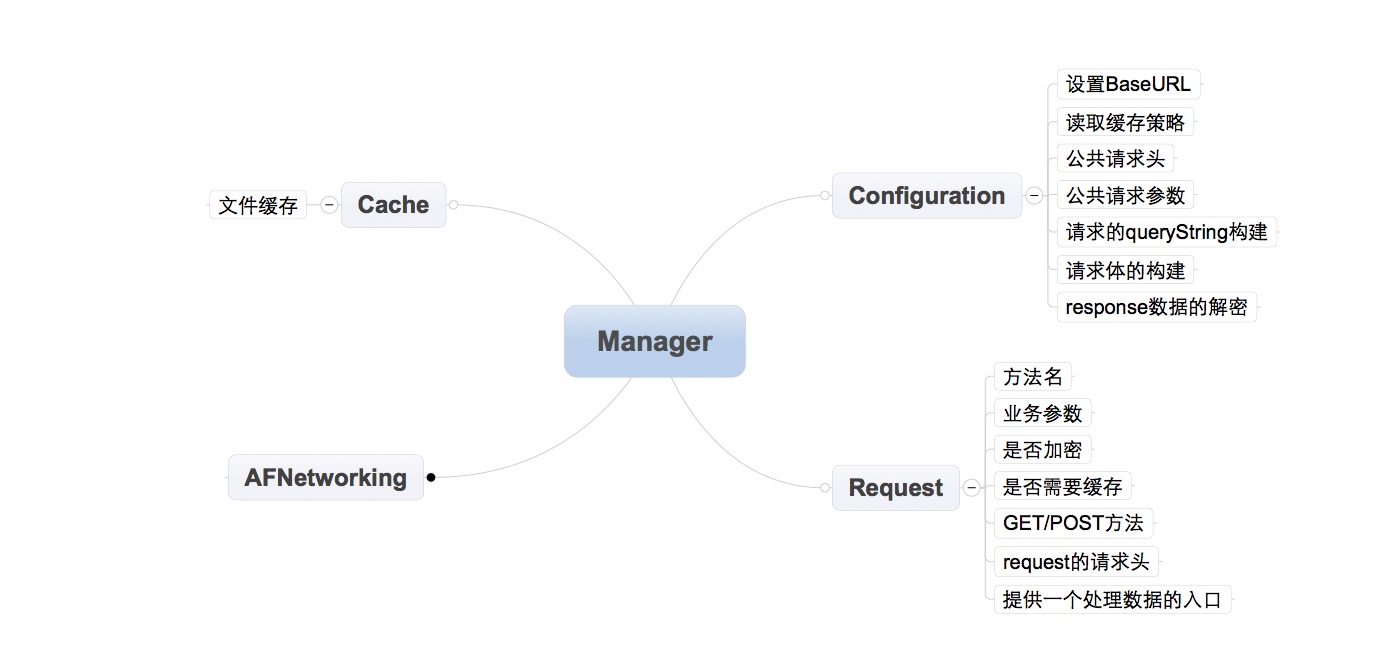 设置BaseURL
读取缓存策略
公共请求头
Configuration
公共请求参数
文件缓存
Cache
请求的queryString构建
请求体的构建
response数据的解密
Manager
方法名
业务参数
是否加密
AFNetworking
Request
是否需要缓存
GET/POST方法
request的请求头
提供一个处理数据的入口